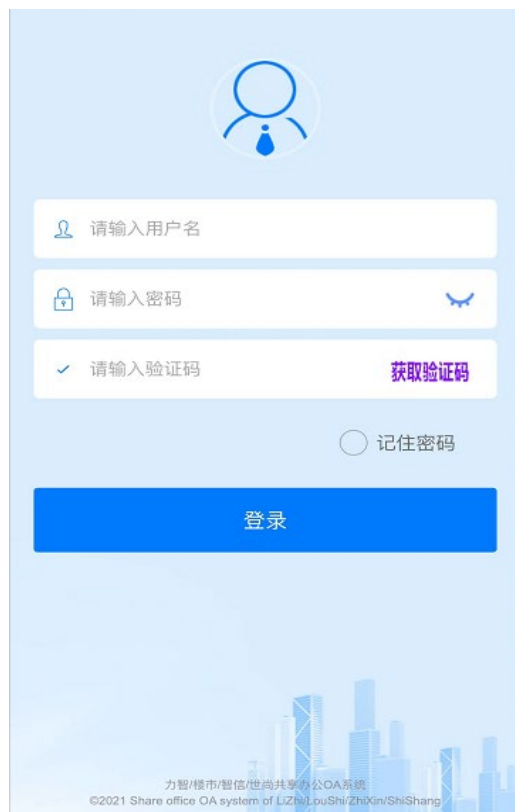 请输入用户名
请输入密码
请输入验证码 获取验证码
记住密码
登录
力智/楼市/智信/世尚共享办公OA系统
©2021 Share office OA system of LiZhi/LouShi/ZhiXin/ShiShang